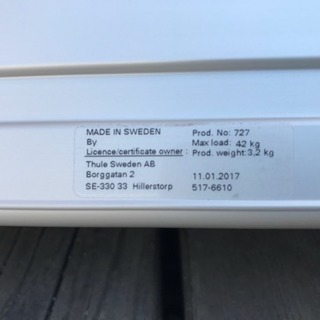 MADE IN SWEDEN
By
Licence/certificate owner :
Thule Sweden AB
Borggatan 2
SE-330 33 Hillerstorp
Prod. No: 727
Max load: 42 kg
Prod. weight:3,2 kg
11.01.2017
517-6610